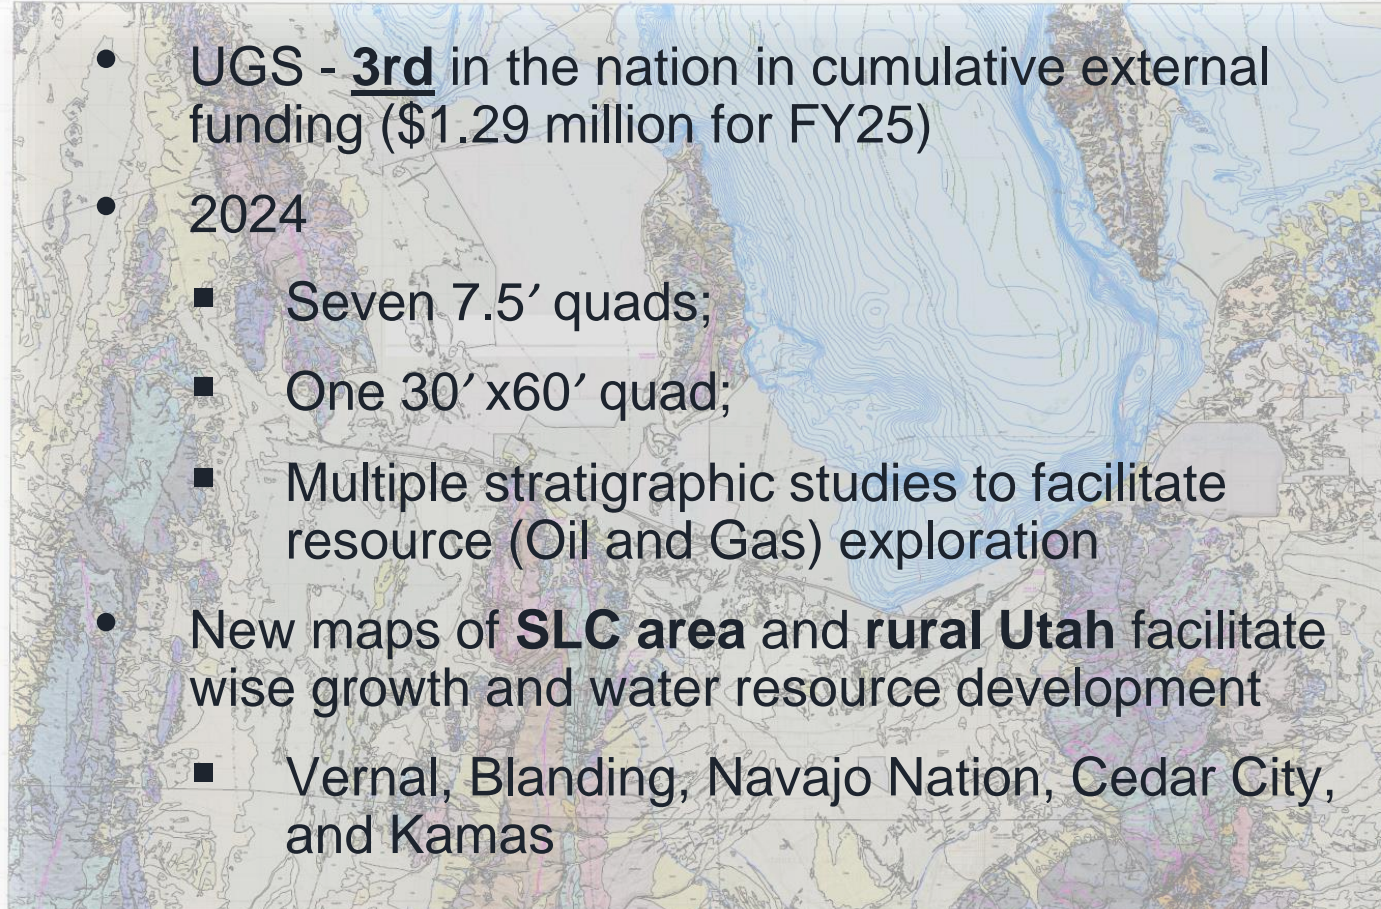 • UGS - 3rd in the nation in cumulative external
funding ($1.29 million for FY25)
• 2024
▪ Seven 7.5′ quads;
▪ One 30′ x60′ quad;
▪ Multiple stratigraphic studies to facilitate
resource (Oil and Gas) exploration
• New maps of SLC area and rural Utah facilitate
wise growth and water resource development
▪ Vernal, Blanding, Navajo Nation, Cedar City,
and Kamas